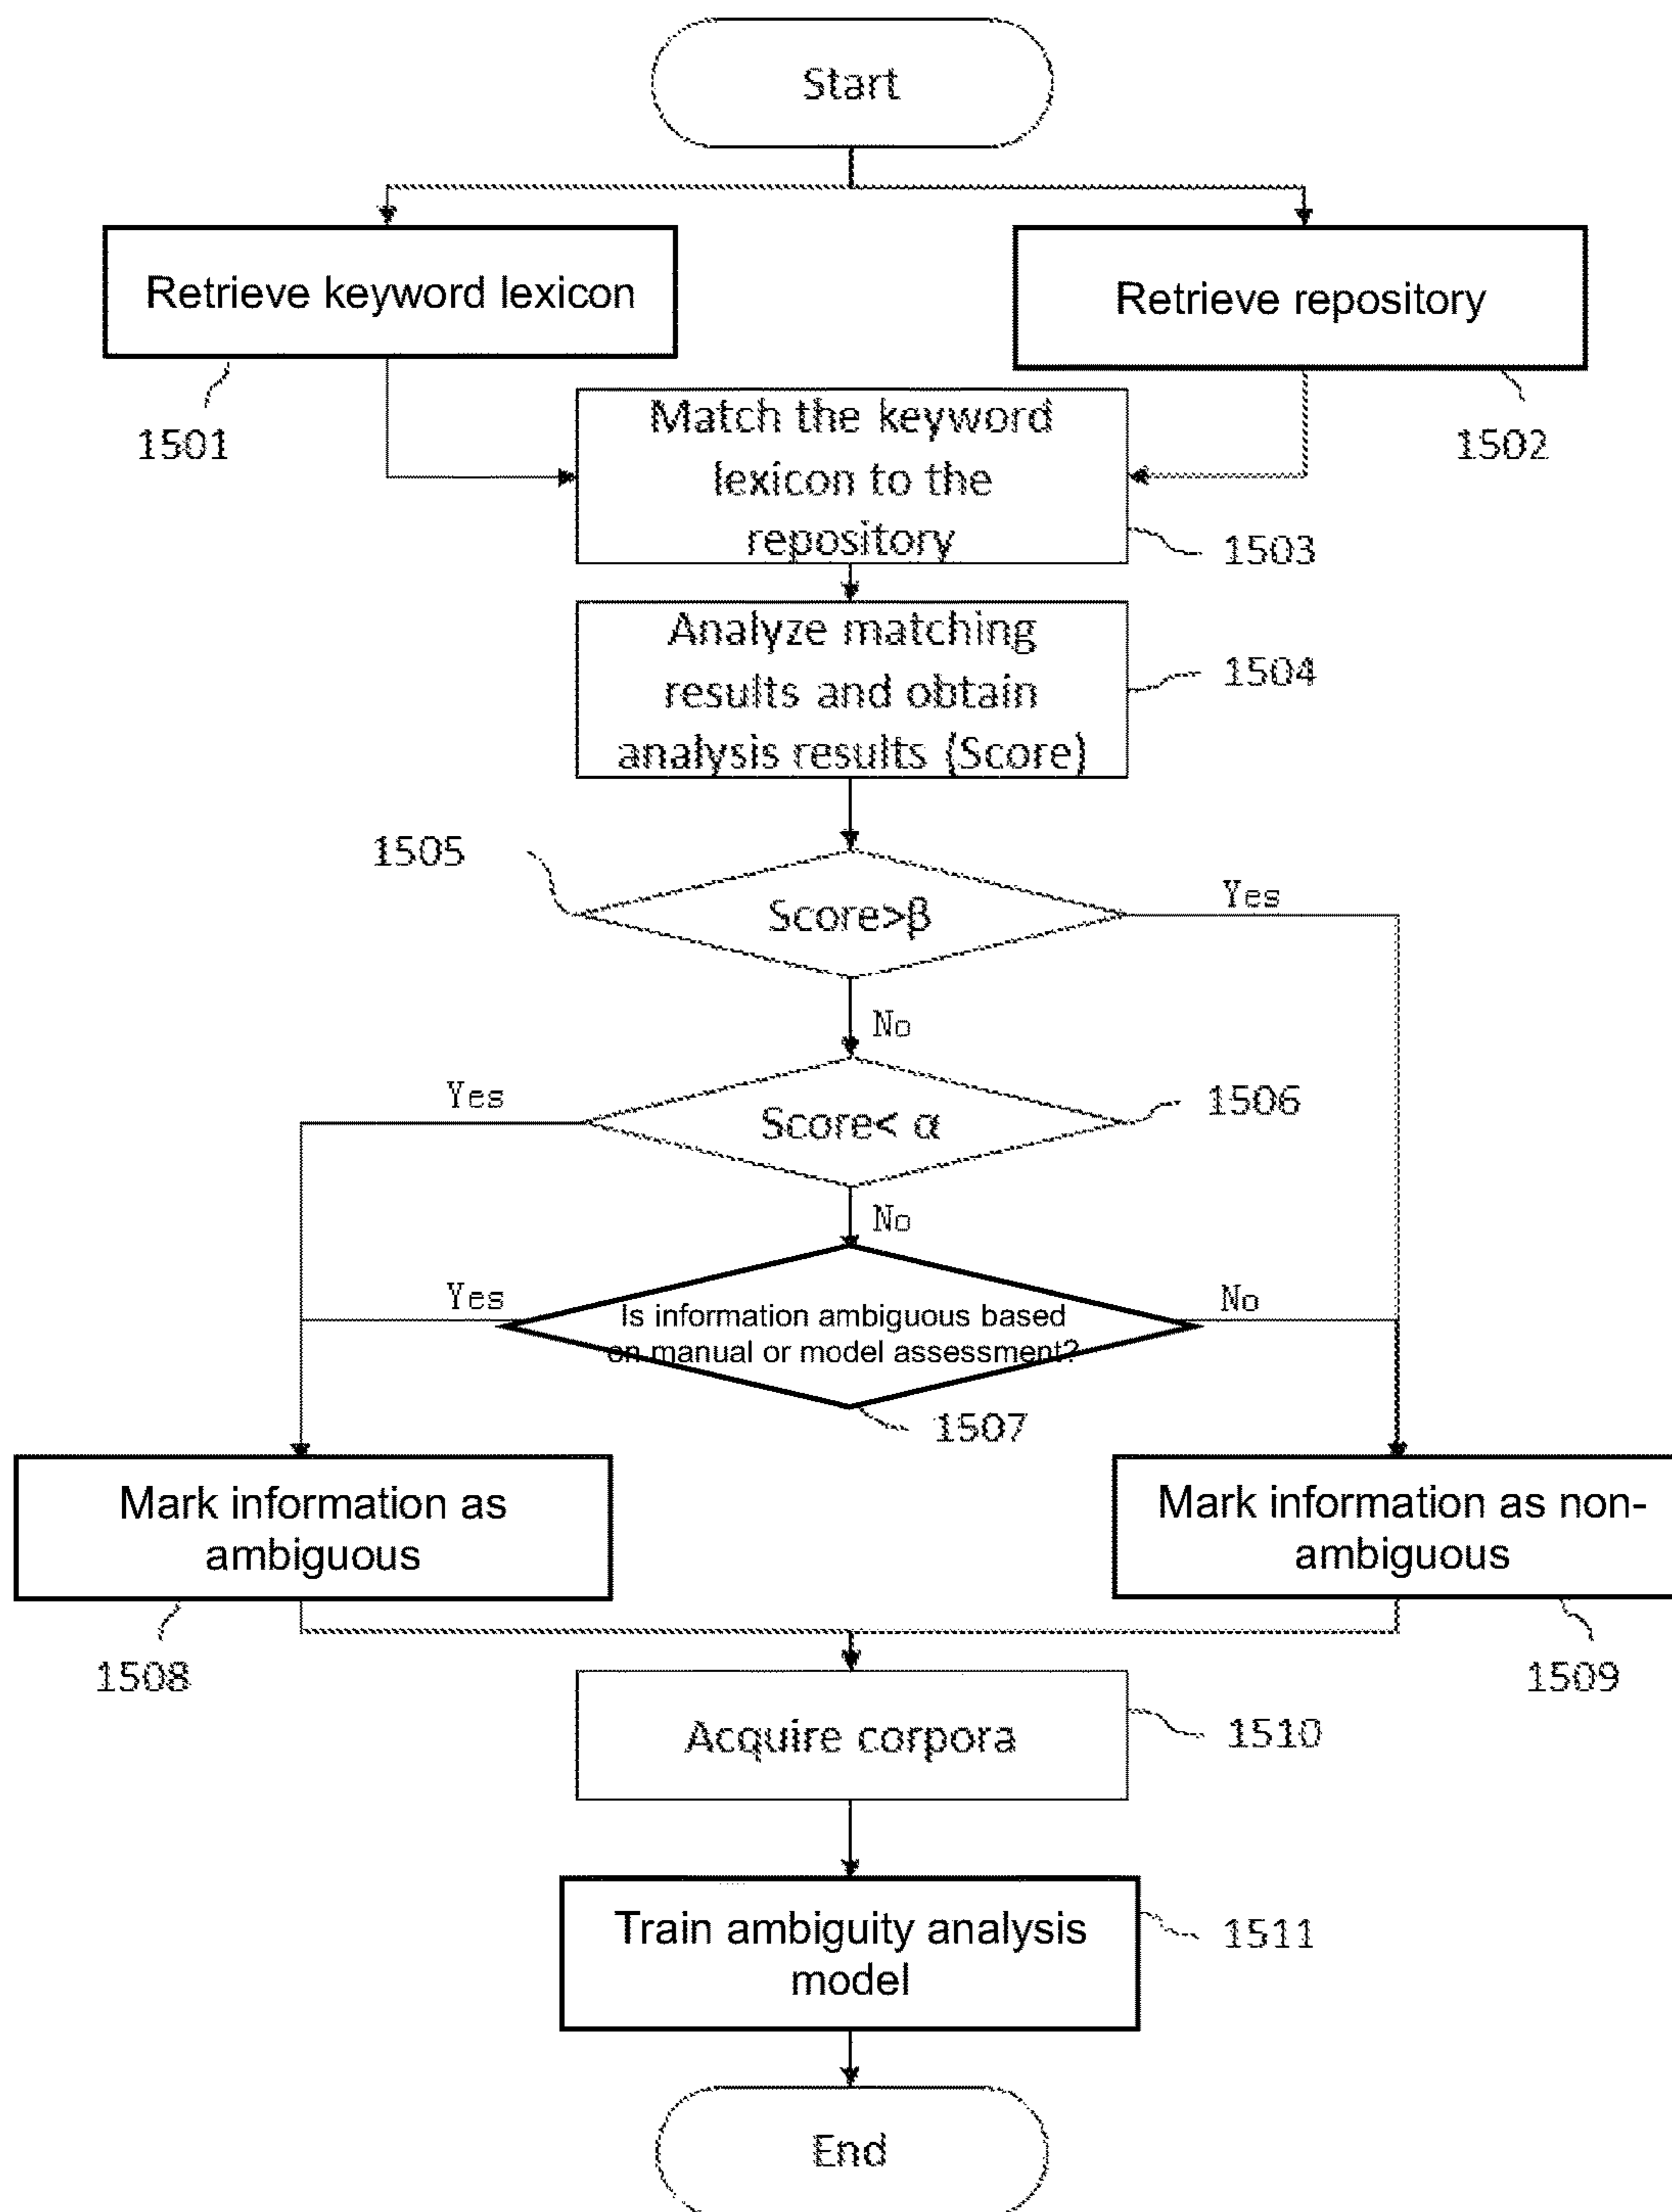 Start
Retrieve keyword lexicon
Retrieve repository
1501
1502
Match the keyword
lexicon to the
repository
1503
Analyze matching
results and obtain
analysis results (Score)
1504
1505
Score>β
Yes
No
Yes
Score< α
1506
No
Yes
Is information ambiguous based
on manual or model assessment?
No
1507
Mark information as
ambiguous
Mark information as non-
ambiguous
1508
1509
Acquire corpora
1510
Train ambiguity analysis
model
1511
End